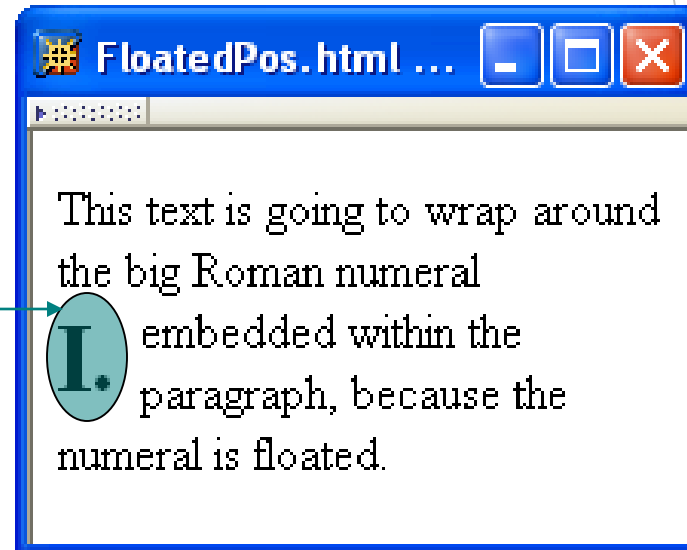 FloatedPos.html ...
This text is going to wrap around
the big Roman numeral
I. embedded within the
paragraph, because the
numeral is floated.